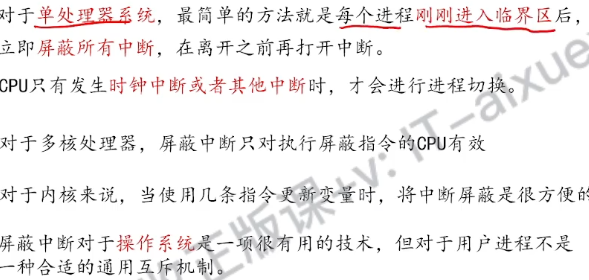 对于单处理器系统，最简单的方法就是每个进程刚刚进入临界区后，
立即屏蔽所有中断，在离开之前再打开中断。
CPU只有发生时钟中断或者其他中断时，才会进行进程切换。
对于多核处理器，屏蔽中断只对执行屏蔽指令的CPU有效
对于内核来说，当使用几条指令更新变量时，将中断屏蔽是很方便的
屏蔽中断对于操作系统是一项很有用的技术，但对于用户进程不是
一种合适的通用互斥机制。
正版课+v: IT-aixue